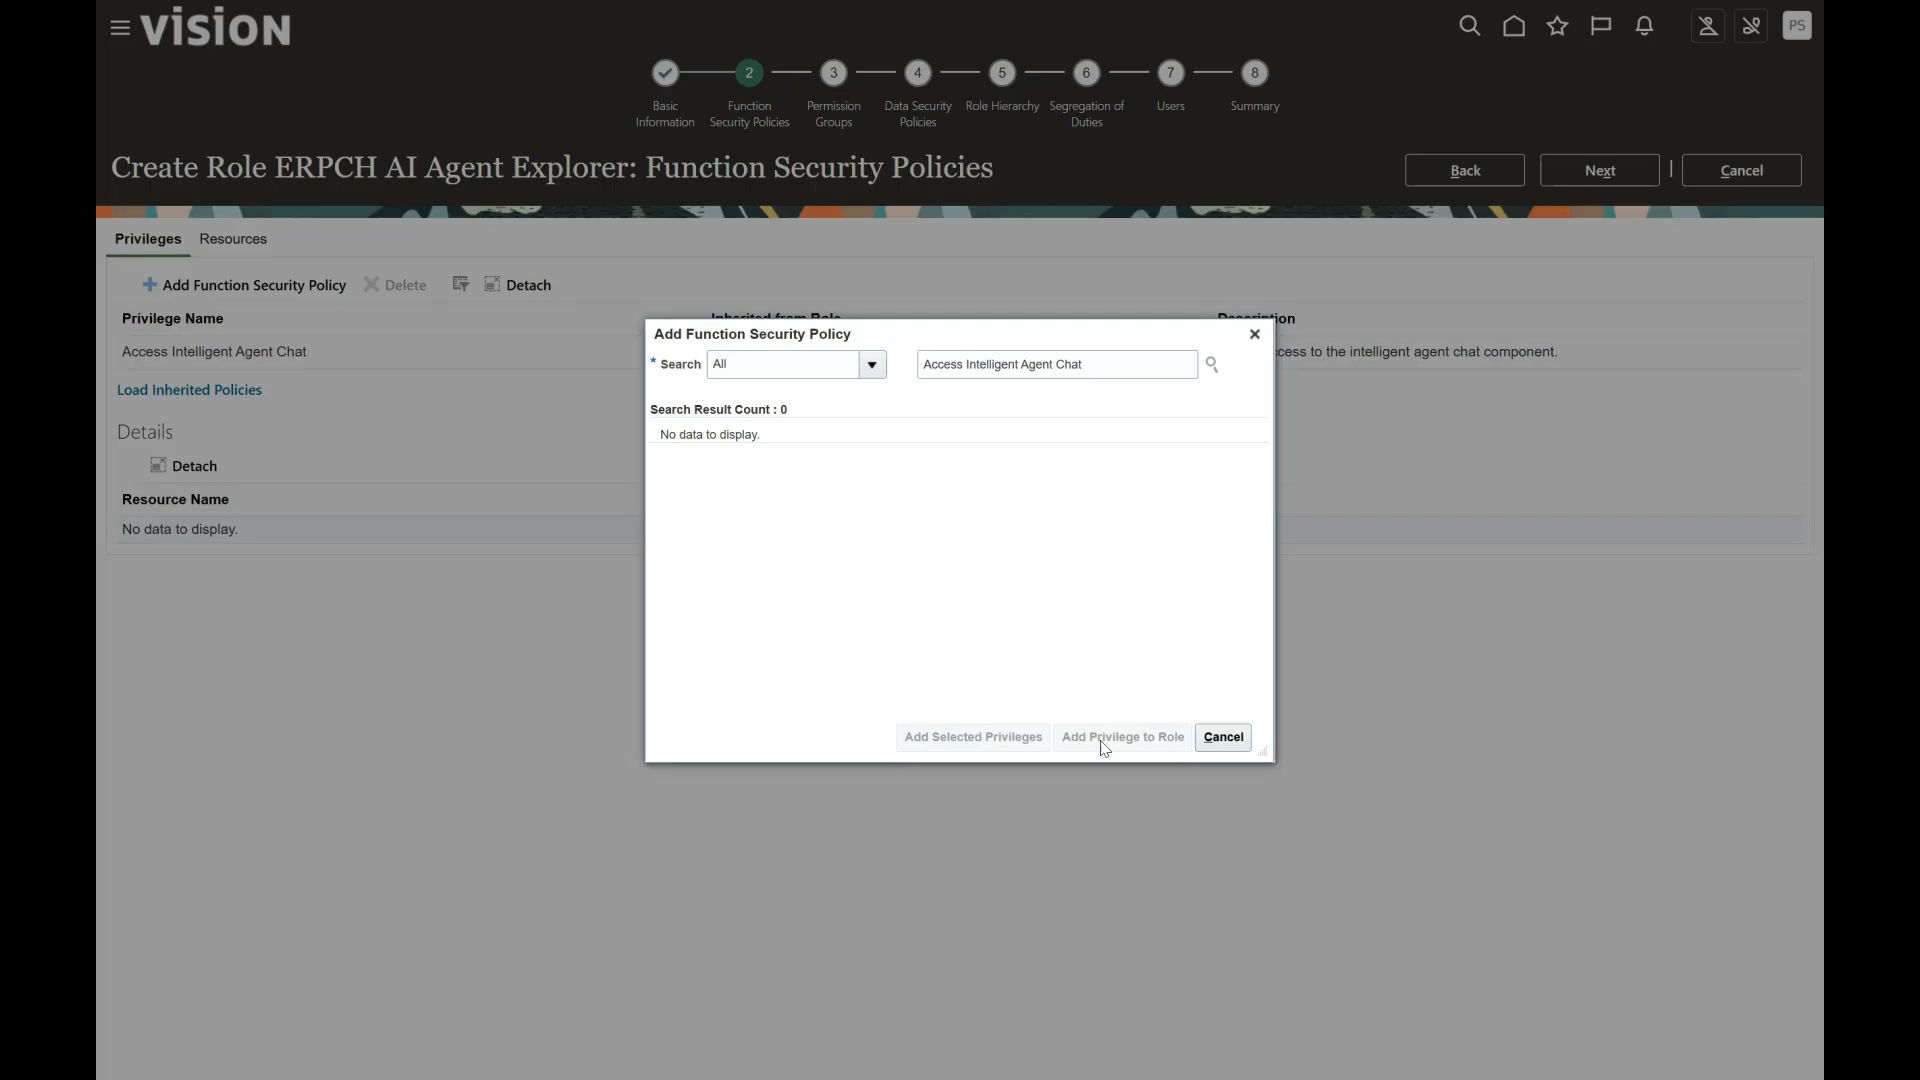 VISION
PS
2
3
4
5
6
7
8
Basic
Information
Function
Security Policies
Permission
Groups
Data Security
Policies
Role Hierarchy
Segregation of
Duties
Users
Summary
Create Role ERPCH AI Agent Explorer: Function Security Policies
Back
Next
Cancel
Privileges
Resources
Add Function Security Policy
Delete
Detach
Privilege Name
Inherited from Role
Description
Access Intelligent Agent Chat
to the intelligent agent chat component.
Load Inherited Policies
Details
Detach
Resource Name
No data to display.
Add Function Security Policy
* Search
All
Access Intelligent Agent Chat
Search Result Count : 0
No data to display.
Add Selected Privileges
Add Privilege to Role
Cancel